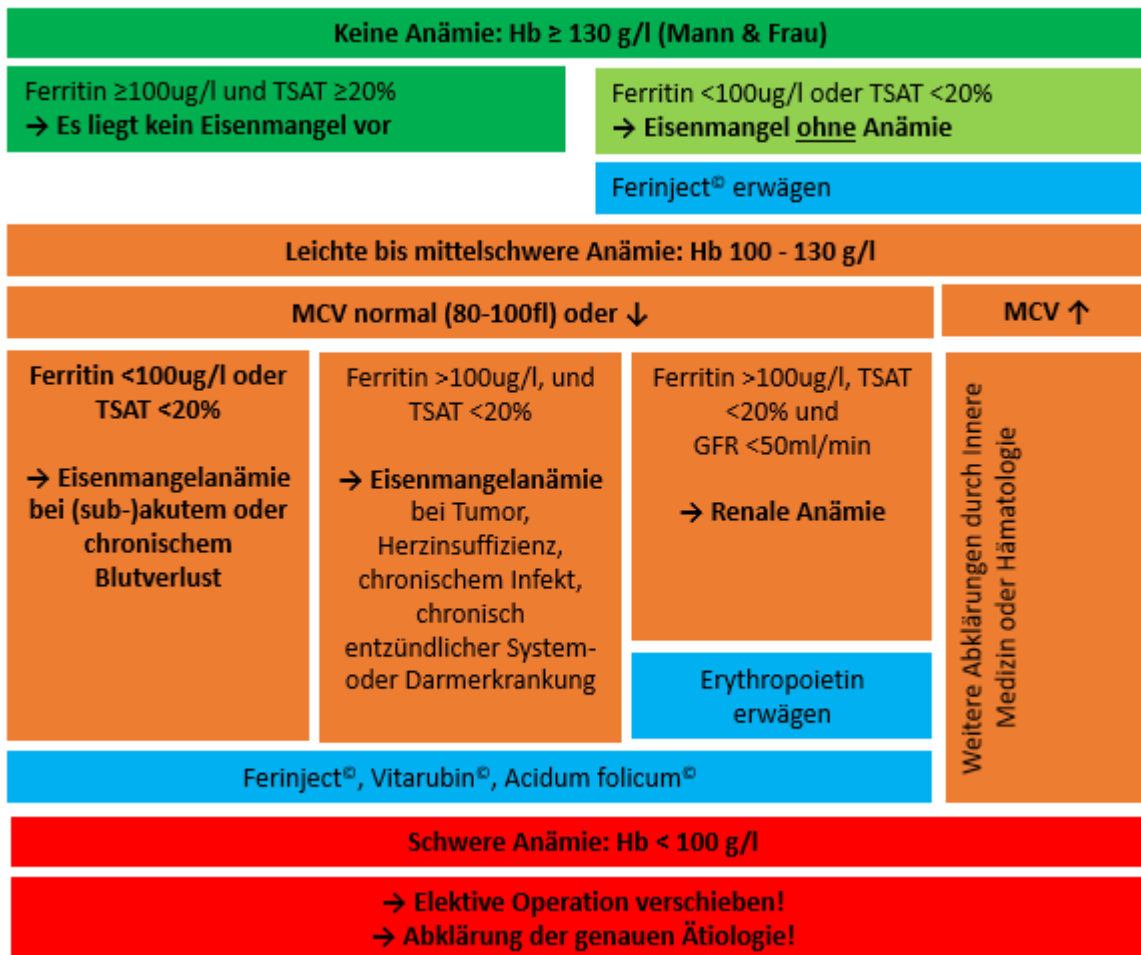 Keine Anämie: Hb ≥ 130 g/l (Mann & Frau)
Ferritin ≥100ug/l und TSAT ≥20%
→ Es liegt kein Eisenmangel vor
Ferritin <100ug/l oder TSAT <20%
→ Eisenmangel ohne Anämie
Ferinject© erwägen
Leichte bis mittelschwere Anämie: Hb 100 - 130 g/l
MCV normal (80-100fl) oder ↓
MCV ↑
Ferritin <100ug/l oder
TSAT <20%
→ Eisenmangelanämie
bei (sub-)akutem oder
chronischem
Blutverlust
Ferritin >100ug/l, und
TSAT <20%
→ Eisenmangelanämie
bei Tumor,
Herzinsuffizienz,
chronischem Infekt,
chronisch
entzündlicher System-
oder Darmerkrankung
Ferritin >100ug/l, TSAT
<20% und
GFR <50ml/min
→ Renale Anämie
Erythropoietin
erwägen
Weitere Abklärungen durch Innere
Medizin oder Hämatologie
Ferinject©, Vitarubin©, Acidum folicum©
Schwere Anämie: Hb < 100 g/l
→ Elektive Operation verschieben!
→ Abklärung der genauen Ätiologie!